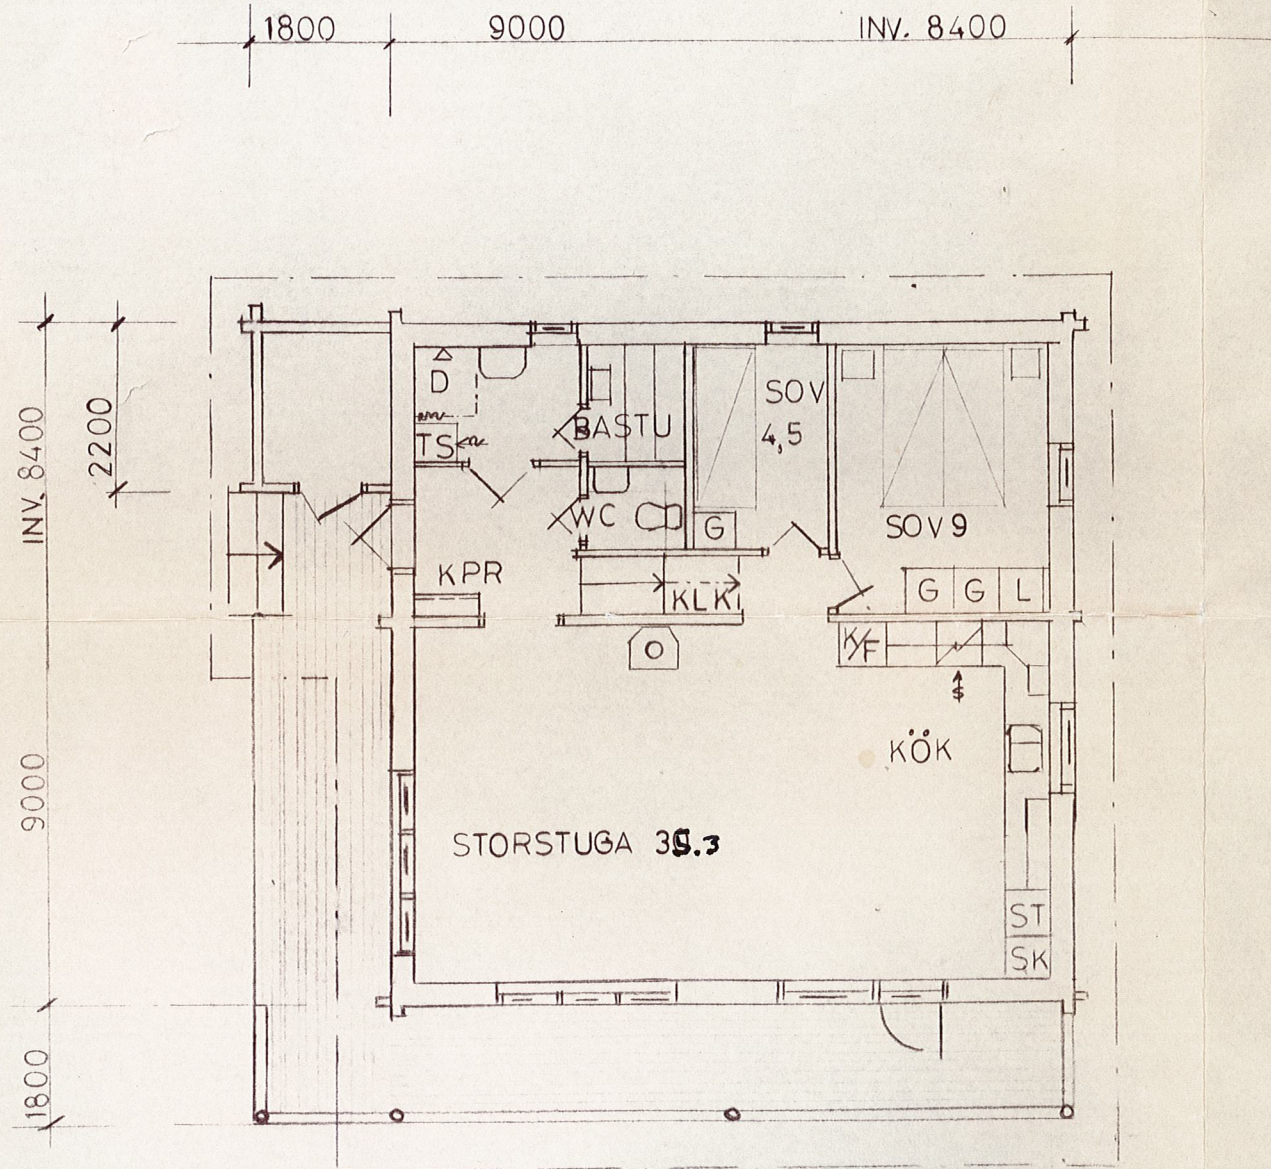 1800
9000
INV. 8400
INV. 8400
2200
9000
1800
D
TS
BASTU
SOV
4,5
WC
G
SOV 9
KPR
KLK
G
G
L
K/F
KÖK
STORSTUGA
ST
SK